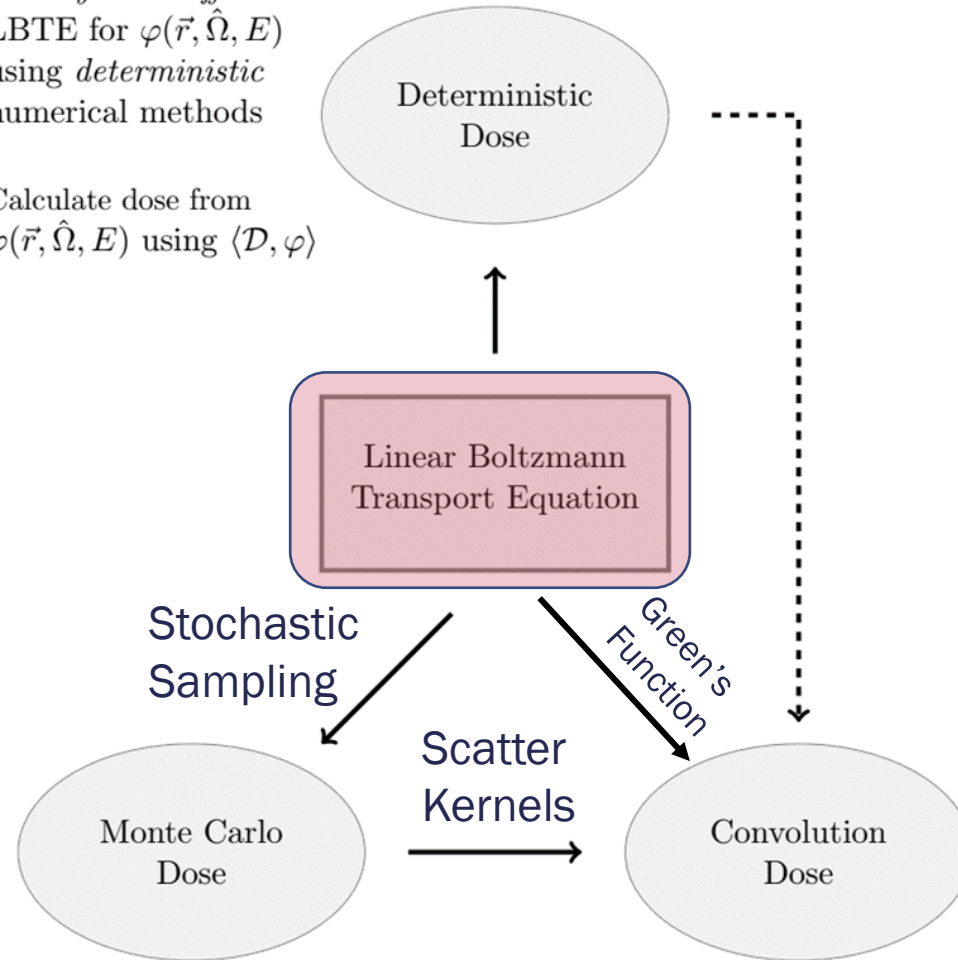 LBTE for φ(r⃗, Ω̂, E)
using deterministic
numerical methods
Calculate dose from
φ(r⃗, Ω̂, E) using ⟨𝒟, φ⟩
Deterministic
Dose
Linear Boltzmann
Transport Equation
Stochastic
Sampling
Green's
Function
Scatter
Kernels
Monte Carlo
Dose
Convolution
Dose